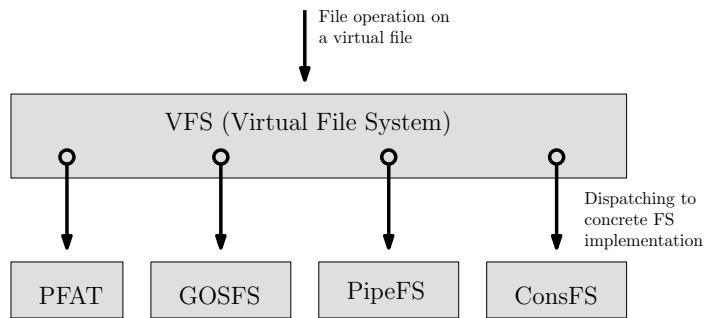 File operation on
a virtual file
VFS (Virtual File System)
Dispatching to
concrete FS
implementation
PFAT
GOSFS
PipeFS
ConsFS